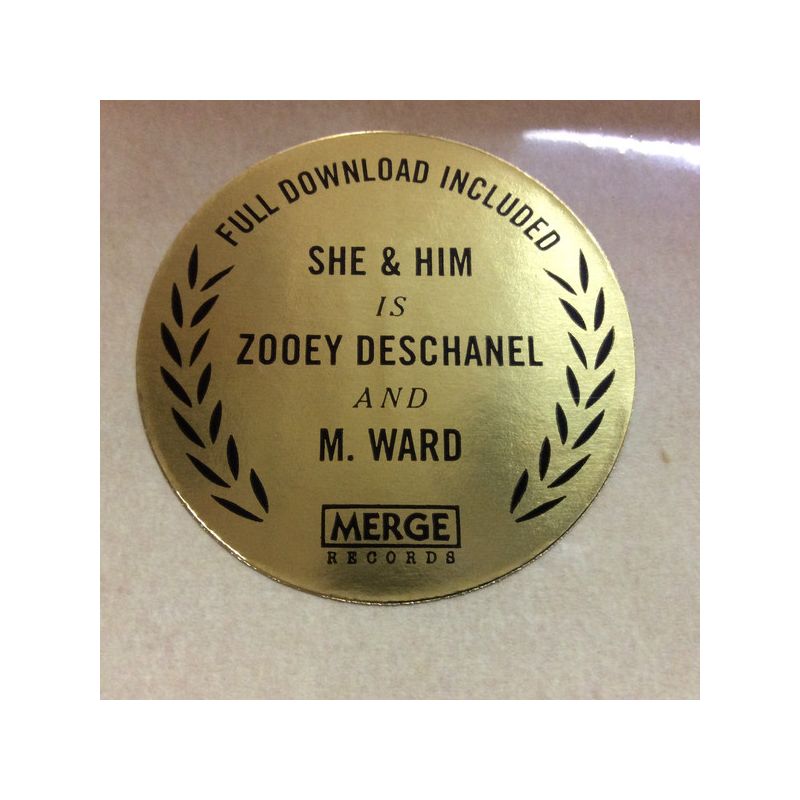 FULL DOWNLOAD INCLUDED
SHE & HIM
IS
ZOOEY DESCHANEL
AND
M. WARD
MERGE
RECORDS